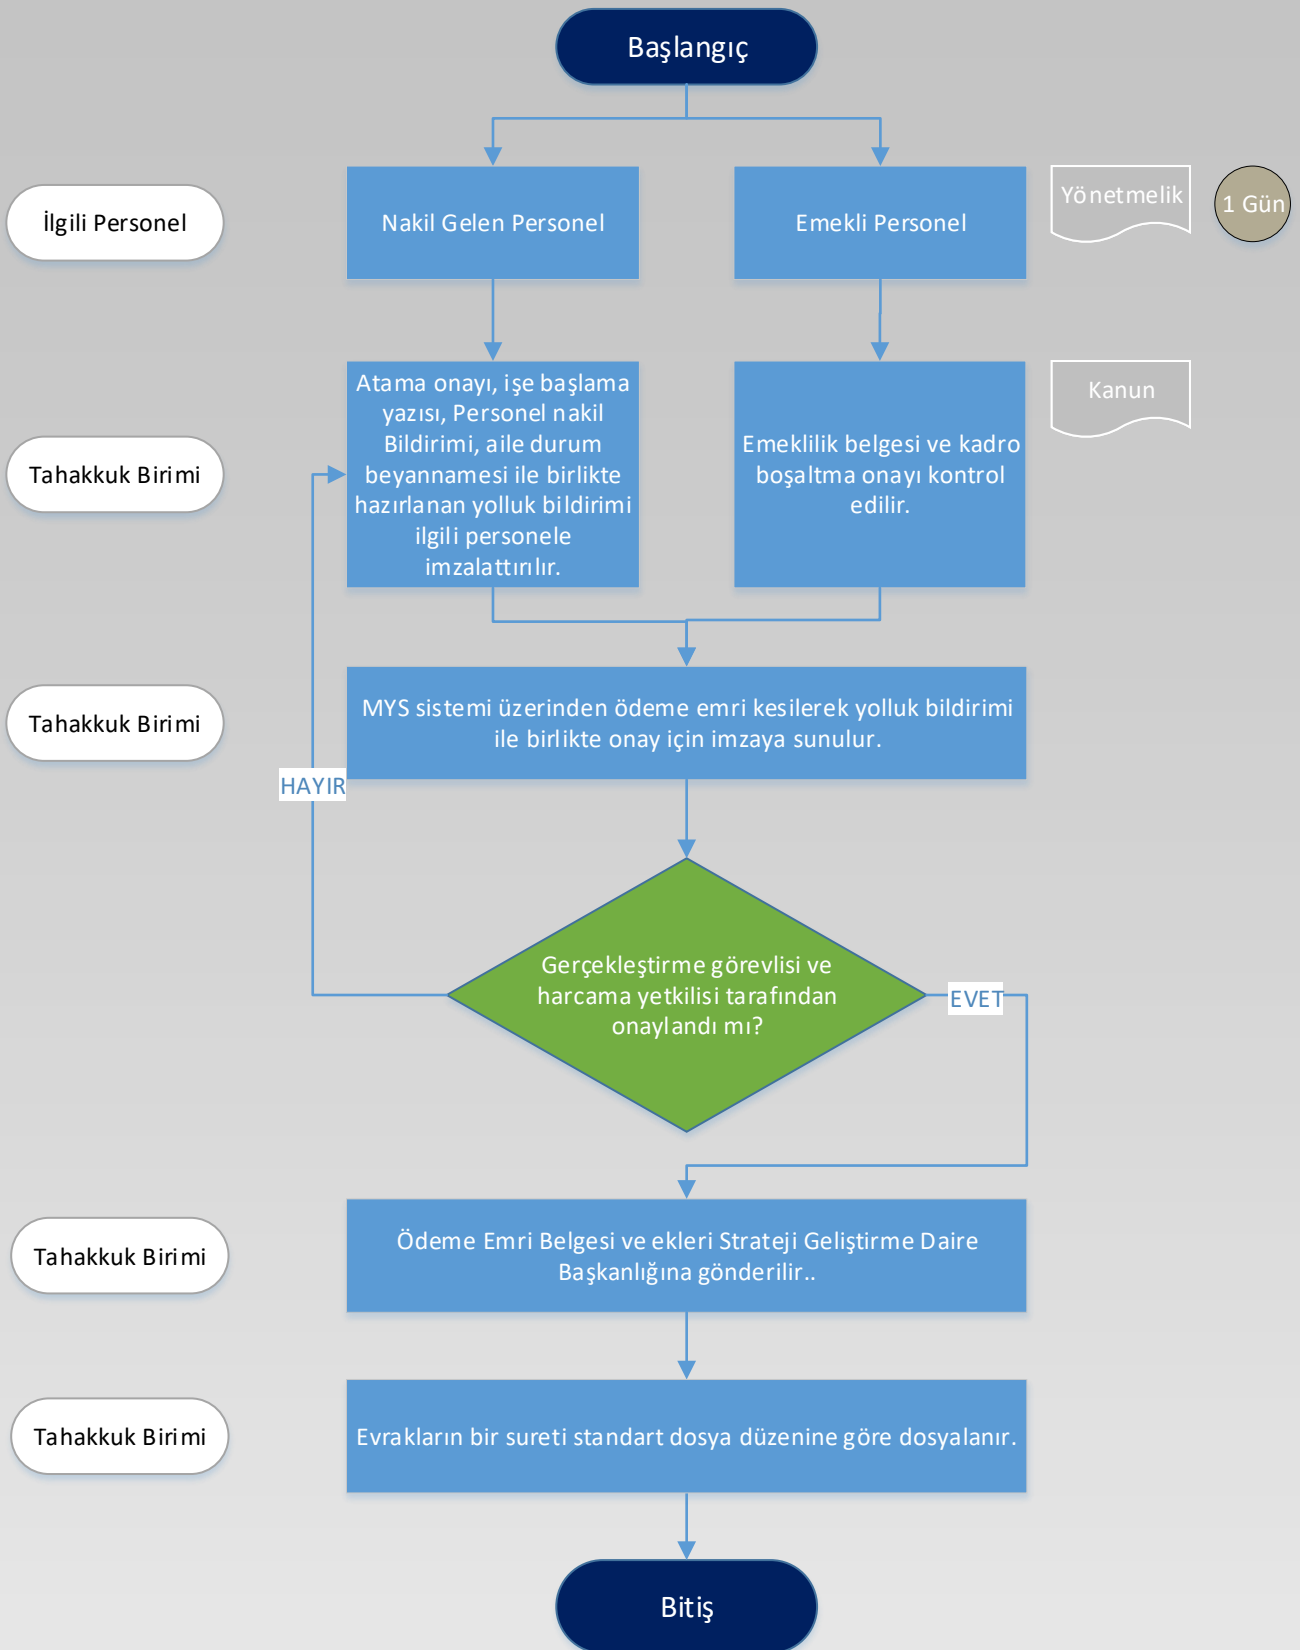 Başlangıç
İlgili Personel
Nakil Gelen Personel
Emekli Personel
Yönetmelik
1 Gün
Tahakkuk Birimi
Atama onayı, işe başlama
yazısı, Personel nakil
Bildirimi, aile durum
beyannamesi ile birlikte
hazırlanan yolluk bildirimi
ilgili personele
imzalattırılır.
Emeklilik belgesi ve kadro
boşaltma onayı kontrol
edilir.
Kanun
Tahakkuk Birimi
MYS sistemi üzerinden ödeme emri kesilerek yolluk bildirimi
ile birlikte onay için imzaya sunulur.
HAYIR
Gerçekleştirme görevlisi ve
harcama yetkilisi tarafından
onaylandı mı?
EVET
Tahakkuk Birimi
Ödeme Emri Belgesi ve ekleri Strateji Geliştirme Daire
Başkanlığına gönderilir..
Tahakkuk Birimi
Evrakların bir sureti standart dosya düzenine göre dosyalanır.
Bitiş